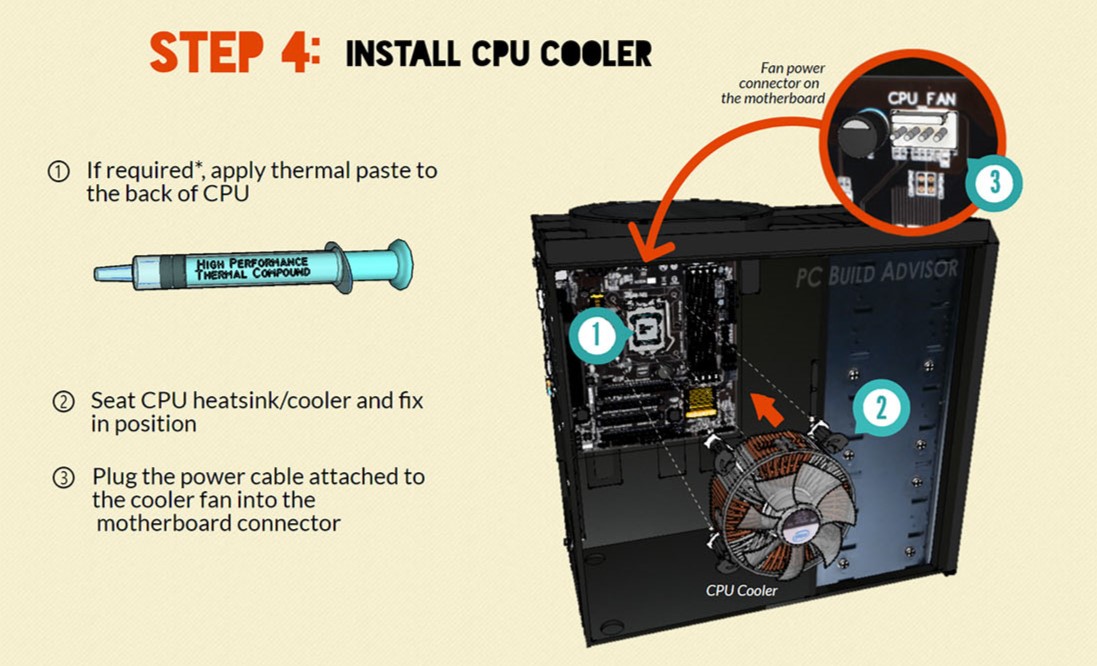 STEP 4: INSTALL CPU COOLER
① If required*, apply thermal paste to
the back of CPU
HIGH PERFORMANCE
THERMAL COMPOUND
② Seat CPU heatsink/cooler and fix
in position
③ Plug the power cable attached to
the cooler fan into the
motherboard connector
Fan power
connector on
the motherboard
CPU FAN
3
PC BUILD ADVISOR
1
2
intel
CPU Cooler